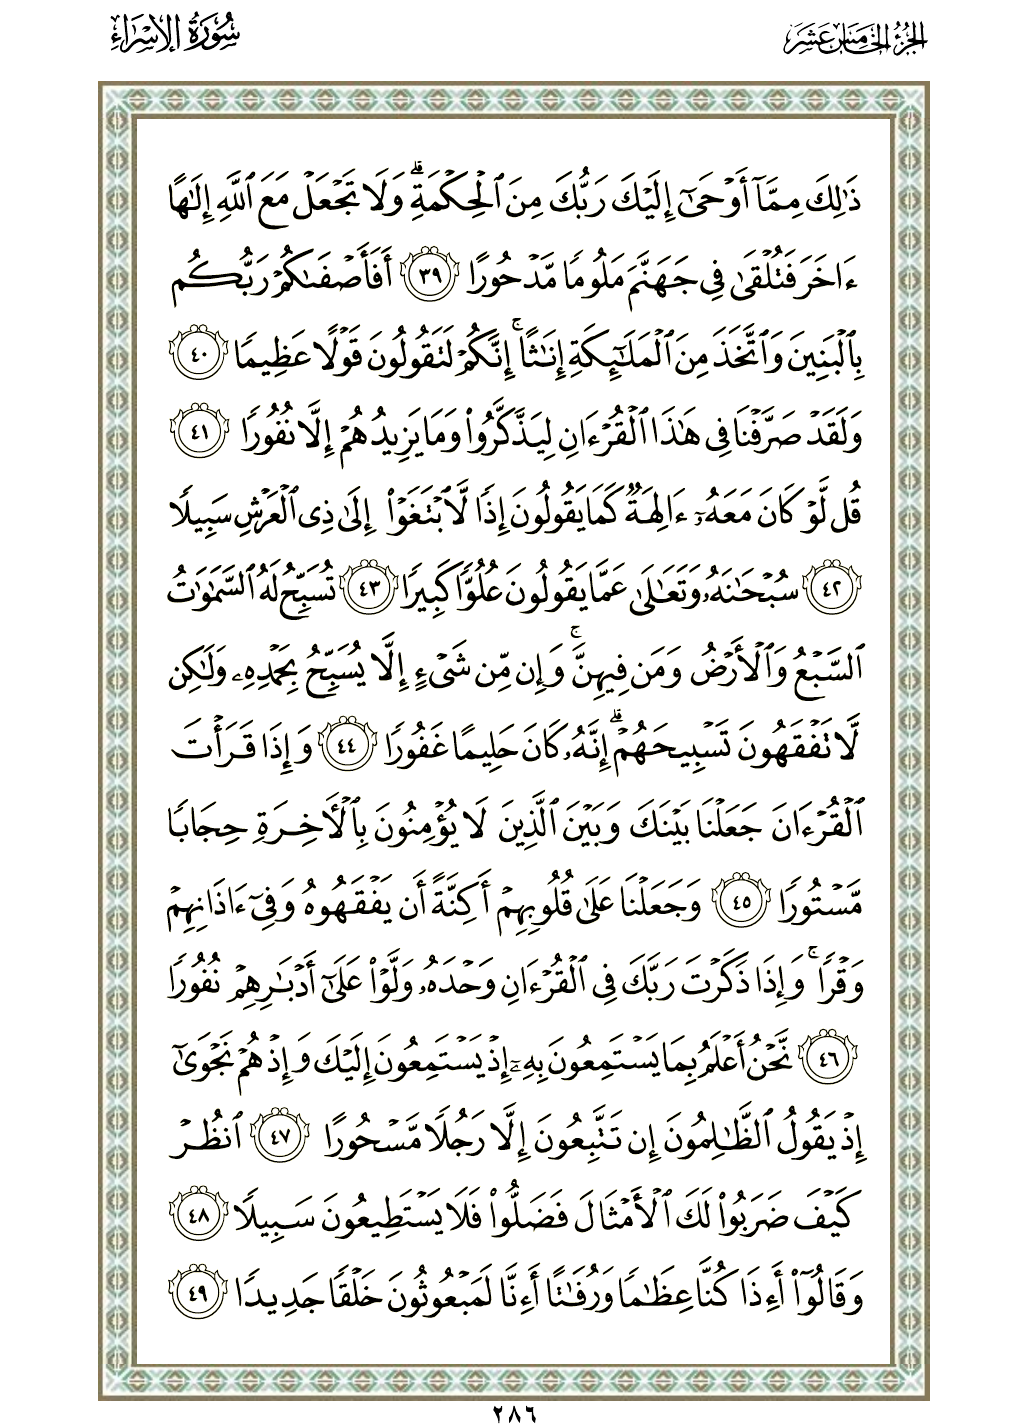 الجزء الخامس عشر
سورة الإسراء
ذَٰلِكَ مِمَّآ أَوْحَىٰٓ إِلَيْكَ رَبُّكَ مِنَ ٱلْحِكْمَةِ ۗ وَلَا تَجْعَلْ مَعَ ٱللَّهِ إِلَٰهًا
ءَاخَرَ فَتُلْقَىٰ فِى جَهَنَّمَ مَلُومًا مَّدْحُورًا ٣٩ أَفَأَصْفَىٰكُمْ رَبُّكُم
بِٱلْبَنِينَ وَٱتَّخَذَ مِنَ ٱلْمَلَٰٓئِكَةِ إِنَٰثًا ۚ إِنَّكُمْ لَتَقُولُونَ قَوْلًا عَظِيمًا ٤٠
وَلَقَدْ صَرَّفْنَا فِى هَٰذَا ٱلْقُرْءَانِ لِيَذَّكَّرُوا۟ وَمَا يَزِيدُهُمْ إِلَّا نُفُورًا ٤١
قُل لَّوْ كَانَ مَعَهُۥٓ ءَالِهَةٌ كَمَا يَقُولُونَ إِذًا لَّٱبْتَغَوْا۟ إِلَىٰ ذِى ٱلْعَرْشِ سَبِيلًا
٤٢ سُبْحَٰنَهُۥ وَتَعَٰلَىٰ عَمَّا يَقُولُونَ عُلُوًّا كَبِيرًا ٤٣ تُسَبِّحُ لَهُ ٱلسَّمَٰوَٰتُ
ٱلسَّبْعُ وَٱلْأَرْضُ وَمَن فِيهِنَّ ۚ وَإِن مِّن شَىْءٍ إِلَّا يُسَبِّحُ بِحَمْدِهِۦ وَلَٰكِن
لَّا تَفْقَهُونَ تَسْبِيحَهُمْ ۗ إِنَّهُۥ كَانَ حَلِيمًا غَفُورًا ٤٤ وَإِذَا قَرَأْتَ
ٱلْقُرْءَانَ جَعَلْنَا بَيْنَكَ وَبَيْنَ ٱلَّذِينَ لَا يُؤْمِنُونَ بِٱلْأَخِرَةِ حِجَابًا
مَّسْتُورًا ٤٥ وَجَعَلْنَا عَلَىٰ قُلُوبِهِمْ أَكِنَّةً أَن يَفْقَهُوهُ وَفِىٓ ءَاذَانِهِمْ
وَقْرًا ۚ وَإِذَا ذَكَرْتَ رَبَّكَ فِى ٱلْقُرْءَانِ وَحْدَهُۥ وَلَّوْا۟ عَلَىٰٓ أَدْبَٰرِهِمْ نُفُورًا
٤٦ نَّحْنُ أَعْلَمُ بِمَا يَسْتَمِعُونَ بِهِۦٓ إِذْ يَسْتَمِعُونَ إِلَيْكَ وَإِذْ هُمْ نَجْوَىٰٓ
إِذْ يَقُولُ ٱلظَّٰلِمُونَ إِن تَتَّبِعُونَ إِلَّا رَجُلًا مَّسْحُورًا ٤٧ ٱنظُرْ
كَيْفَ ضَرَبُوا۟ لَكَ ٱلْأَمْثَالَ فَضَلُّوا۟ فَلَا يَسْتَطِيعُونَ سَبِيلًا ٤٨
وَقَالُوٓا۟ أَءِذَا كُنَّا عِظَٰمًا وَرُفَٰتًا أَءِنَّا لَمَبْعُوثُونَ خَلْقًا جَدِيدًا ٤٩
٢٨٦